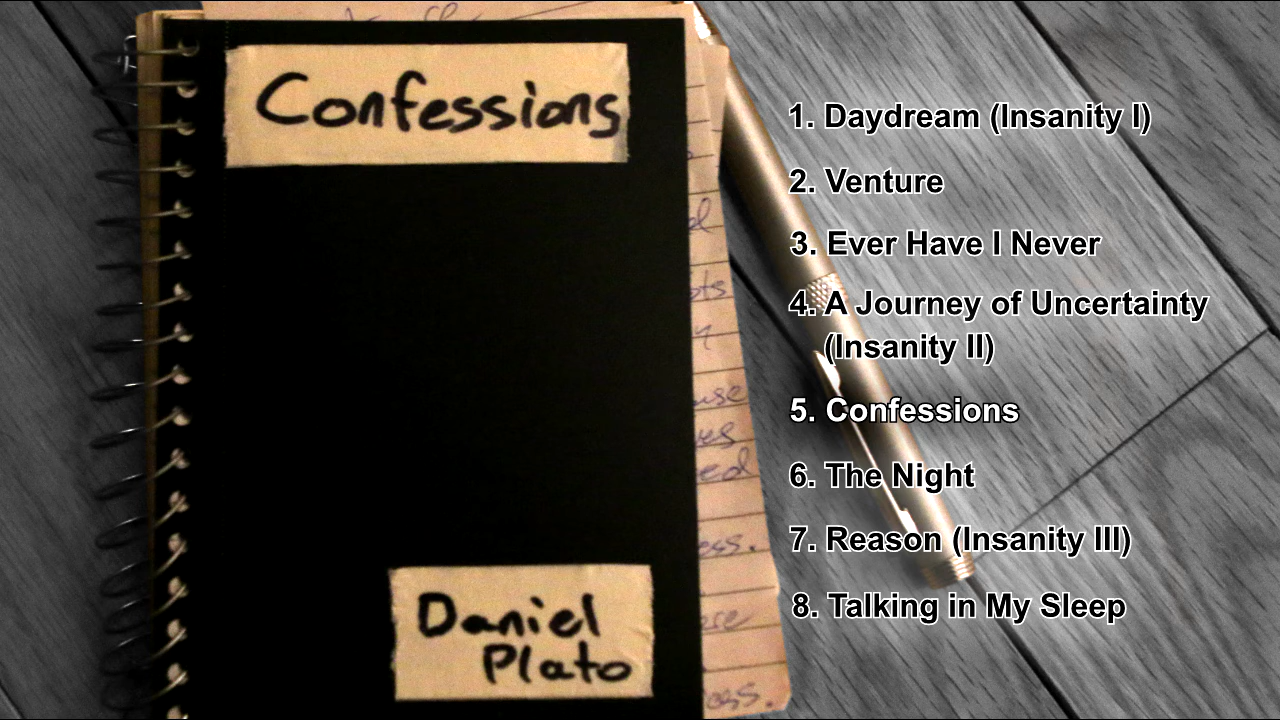 Confessions
Daniel
Plato
1. Daydream (Insanity I)
2. Venture
3. Ever Have I Never
4. A Journey of Uncertainty
(Insanity II)
5. Confessions
6. The Night
7. Reason (Insanity III)
8. Talking in My Sleep